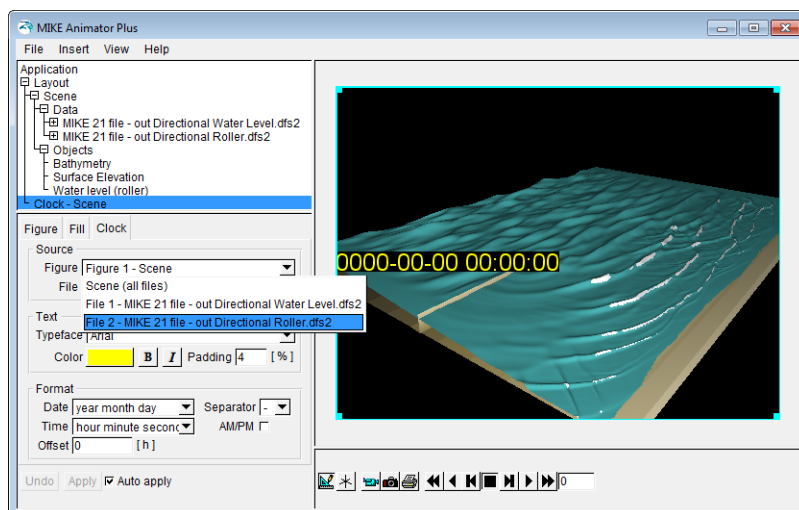 MIKE Animator Plus
File Insert View Help
Application
Layout
Scene
Data
MIKE 21 file - out Directional Water Level.dfs2
MIKE 21 file - out Directional Roller.dfs2
Objects
Bathymetry
Surface Elevation
Water level (roller)
Clock - Scene
Figure Fill Clock
Source
Figure Figure 1 - Scene
File Scene (all files)
File 1 - MIKE 21 file - out Directional Water Level.dfs2
File 2 - MIKE 21 file - out Directional Roller.dfs2
Text
Typeface Arial
Color B I Padding 4 [%]
Format
Date year month day Separator -
Time hour minute second AM/PM
Offset 0 [h]
Undo Apply Auto apply
0000-00-00 00:00:00
0